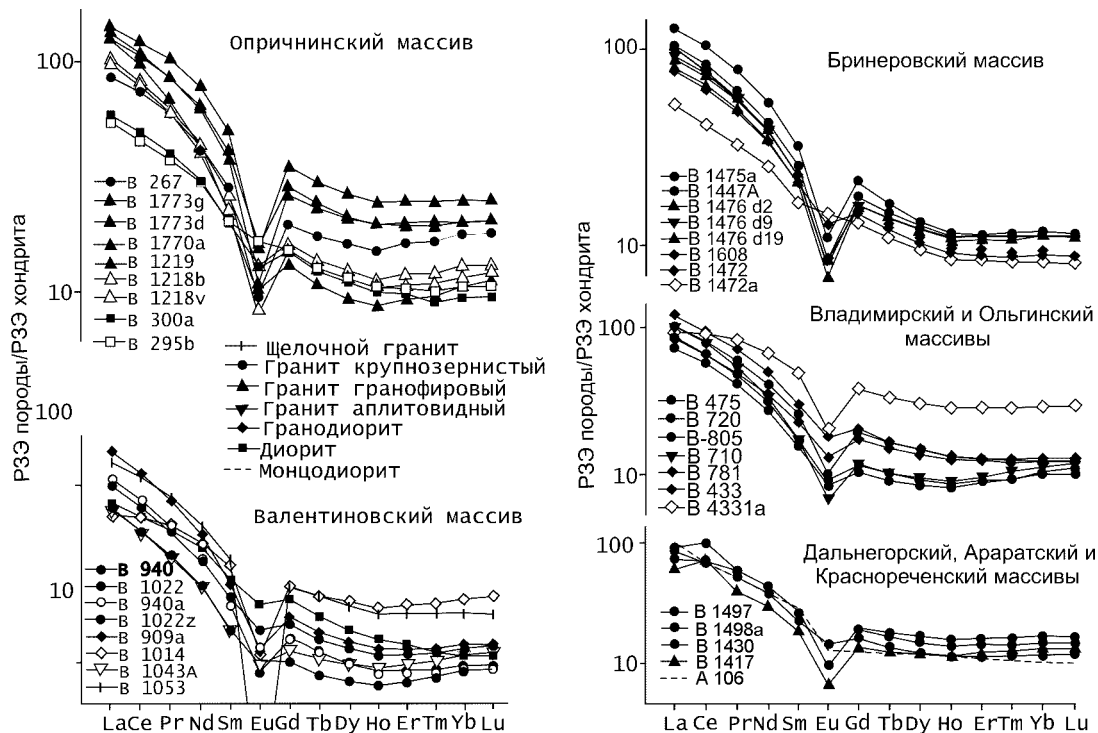 Опричнинский массив
100
10
РЗЭ породы/РЗЭ хондрита
В 267
В 1773g
В 1773d
В 1770a
В 1219
В 1218b
В 1218v
В 300a
В 295b
Щелочной гранит
Гранит крупнозернистый
Гранит гранофировый
Гранит аплитовидный
Гранодиорит
Диорит
Монцодиорит
100
10
Валентиновский массив
В 940
В 1022
В 940a
В 1022z
В 909a
В 1014
В 1043A
В 1053
La Ce Pr Nd Sm Eu Gd Tb Dy Ho Er Tm Yb Lu
Бринеровский массив
100
10
РЗЭ породы/РЗЭ хондрита
В 1475a
В 1447A
В 1476 d2
В 1476 d9
В 1476 d19
В 1608
В 1472
В 1472a
Владимирский и Ольгинский
массивы
100
10
В 475
В 720
В-805
В 710
В 781
В 433
В 4331a
Дальнегорский, Араратский и
Краснореченский массивы
100
10
В 1497
В 1498a
В 1430
В 1417
А 106
La Ce Pr Nd Sm Eu Gd Tb Dy Ho Er Tm Yb Lu